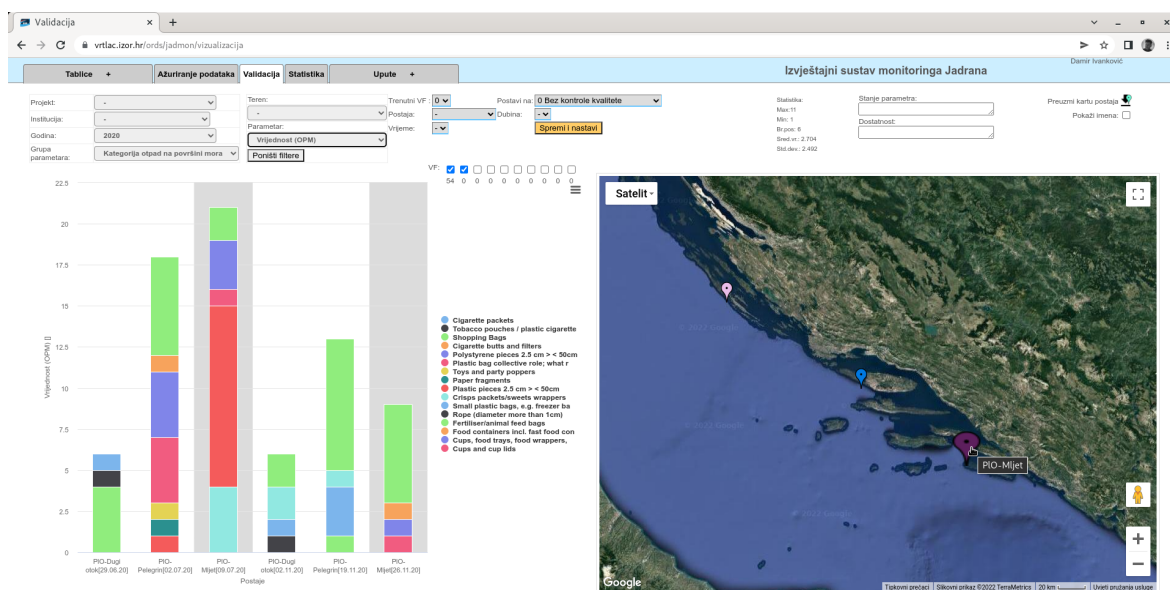 Validacija
vrtlac.izor.hr/ords/jadmon/vizualizacija
Damir Ivanković
Tablice +
Ažuriranje podataka
Validacija
Statistika
Upute +
Izvještajni sustav monitoringa Jadrana
Projekt: -
Institucija: -
Godina: 2020
Grupa parametara: Kategorija otpad na površini mora
Teren:
-
Parametar:
Vrijednost (OPM)
Poništi filtere
Trenutni VF : 0
Postavi na: 0 Bez kontrole kvalitete
Postaja: -
Dubina: -
Vrijeme: -
Spremi i nastavi
Statistika:
Max:11
Min: 1
Br.pos: 6
Sred.vr.: 2.704
Std.dev.: 2.492
Stanje parametra:
Dostatnost:
Preuzmi kartu postaja
Pokaži imena:
VF:
54 0 0 0 0 0 0 0 0 0
22.5
20
17.5
15
12.5
10
7.5
5
2.5
0
Vrijednost (OPM) []
PIO-Dugi otok[29.06.20]
PIO-Pelegrin[02.07.20]
PIO-Mljet[09.07.20]
PIO-Dugi otok[02.11.20]
PIO-Pelegrin[19.11.20]
PIO-Mljet[26.11.20]
Postaje
Cigarette packets
Tobacco pouches / plastic cigarette
Shopping Bags
Cigarette butts and filters
Polystyrene pieces 2.5 cm > < 50cm
Plastic bag collective role; what r
Toys and party poppers
Paper fragments
Plastic pieces 2.5 cm > < 50cm
Crisps packets/sweets wrappers
Small plastic bags, e.g. freezer ba
Rope (diameter more than 1cm)
Fertiliser/animal feed bags
Food containers incl. fast food con
Cups, food trays, food wrappers,
Cups and cup lids
Satelit
© 2022 Google
© 2022 Google
© 2022 Google
PIO-Mljet
Google
Tipkovni prečaci
Slikovni prikaz ©2022 TerraMetrics
20 km
Uvjeti pružanja usluge